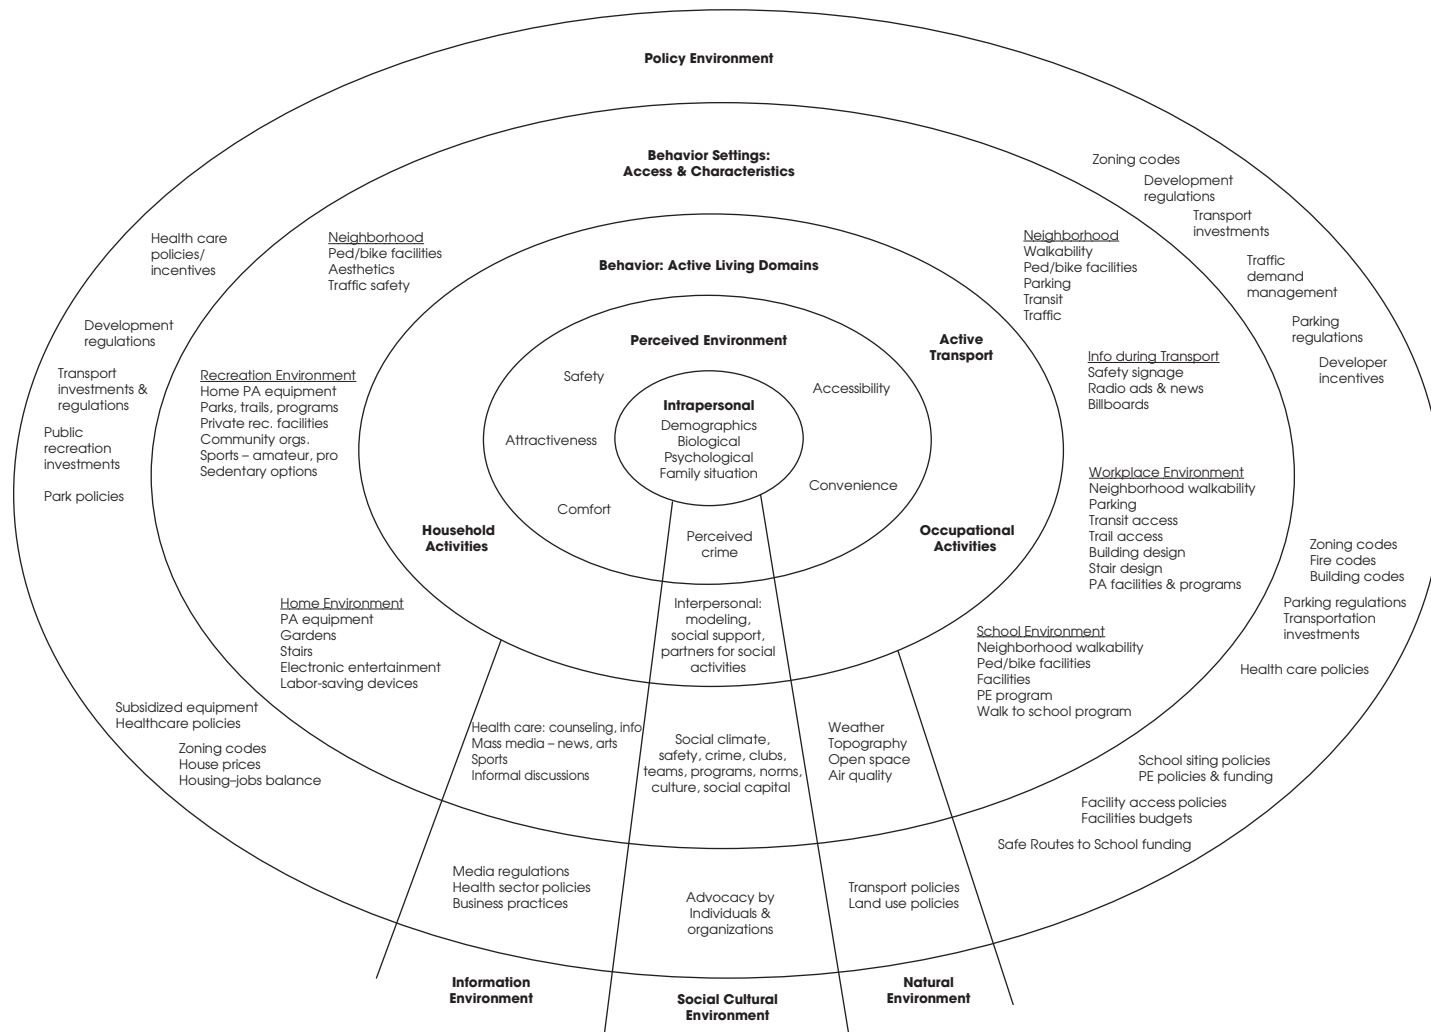 Policy Environment
Behavior Settings:
Access & Characteristics
Zoning codes
Development
regulations
Transport
investments
Traffic
demand
management
Parking
regulations
Developer
incentives
Health care
policies/
incentives
Development
regulations
Transport
investments &
regulations
Public
recreation
investments
Park policies
Neighborhood
Ped/bike facilities
Aesthetics
Traffic safety
Recreation Environment
Home PA equipment
Parks, trails, programs
Private rec. facilities
Community orgs.
Sports – amateur, pro
Sedentary options
Behavior: Active Living Domains
Neighborhood
Walkability
Ped/bike facilities
Parking
Transit
Traffic
Info during Transport
Safety signage
Radio ads & news
Billboards
Active
Transport
Perceived Environment
Safety
Accessibility
Attractiveness
Convenience
Comfort
Perceived
crime
Intrapersonal
Demographics
Biological
Psychological
Family situation
Household
Activities
Occupational
Activities
Workplace Environment
Neighborhood walkability
Parking
Transit access
Trail access
Building design
Stair design
PA facilities & programs
Zoning codes
Fire codes
Building codes
Parking regulations
Transportation
investments
Health care policies
Home Environment
PA equipment
Gardens
Stairs
Electronic entertainment
Labor-saving devices
Interpersonal:
modeling,
social support,
partners for social
activities
School Environment
Neighborhood walkability
Ped/bike facilities
Facilities
PE program
Walk to school program
Subsidized equipment
Healthcare policies
Zoning codes
House prices
Housing–jobs balance
Health care: counseling, info
Mass media – news, arts
Sports
Informal discussions
Social climate,
safety, crime, clubs,
teams, programs, norms,
culture, social capital
Weather
Topography
Open space
Air quality
School siting policies
PE policies & funding
Facility access policies
Facilities budgets
Safe Routes to School funding
Media regulations
Health sector policies
Business practices
Advocacy by
Individuals &
organizations
Transport policies
Land use policies
Information
Environment
Social Cultural
Environment
Natural
Environment